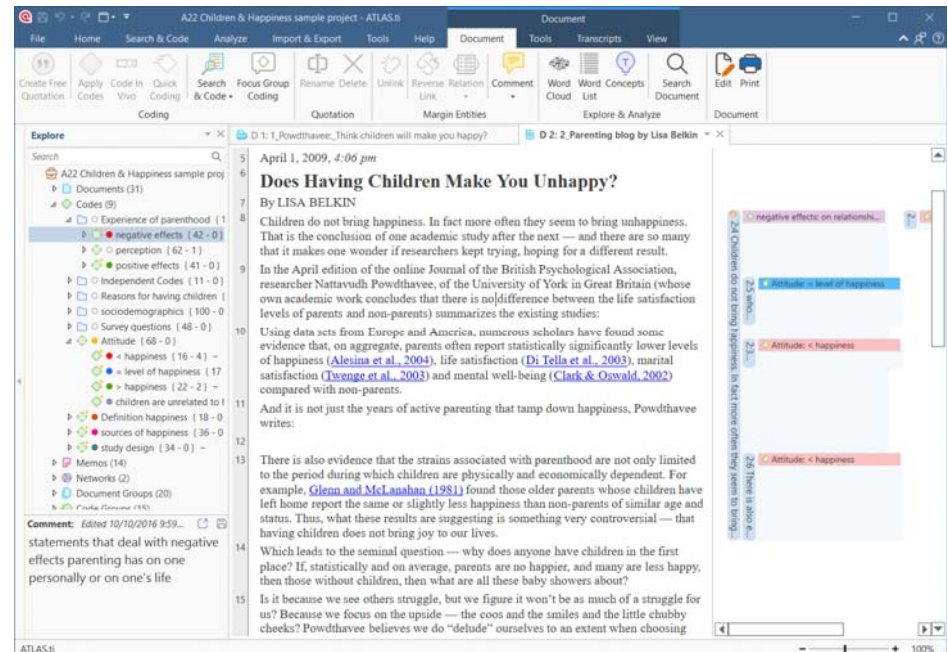 A22 Children & Happiness sample project - ATLAS.ti
Document
File Home Search & Code Analyze Import & Export Tools Help Document Tools Transcripts View
Create Free Quotation
Apply Codes
Code In Vivo
Quick Coding
Search & Code
Focus Group Coding
Rename
Delete
Unlink
Reverse Link
Relation
Comment
Word Cloud
Word List
Concepts
Search Document
Edit
Print
Coding
Quotation
Margin Entities
Explore & Analyze
Document
Explore
Search
A22 Children & Happiness sample proj
Documents (31)
Codes (9)
Experience of parenthood { 1
negative effects { 42 - 0 }
perception { 62 - 1 }
positive effects { 41 - 0 }
Independent Codes { 11 - 0 }
Reasons for having children {
sociodemographics { 100 - 0
Survey questions { 48 - 0 }
Attitude { 68 - 0 }
< happiness { 16 - 4 } ~
= level of happiness { 17
> happiness { 22 - 2 } ~
children are unrelated to
Definition happiness { 18 - 0
sources of happiness { 36 - 0
study design { 34 - 0 } ~
Memos (14)
Networks (2)
Document Groups (20)
Code Groups (15)
Comment: Edited 10/10/2016 9:59...
statements that deal with negative
effects parenting has on one
personally or on one's life
D 1: 1_Powdthavee:_Think children will make you happy?
D 2: 2_Parenting blog by Lisa Belkin
5 April 1, 2009, 4:06 pm
6 Does Having Children Make You Unhappy?
7 By LISA BELKIN
8 Children do not bring happiness. In fact more often they seem to bring unhappiness.
That is the conclusion of one academic study after the next — and there are so many
that it makes one wonder if researchers kept trying, hoping for a different result.
9 In the April edition of the online Journal of the British Psychological Association,
researcher Nattavudh Powdthavee, of the University of York in Great Britain (whose
own academic work concludes that there is no difference between the life satisfaction
levels of parents and non-parents) summarizes the existing studies:
10 Using data sets from Europe and America, numerous scholars have found some
evidence that, on aggregate, parents often report statistically significantly lower levels
of happiness (Alesina et al., 2004), life satisfaction (Di Tella et al., 2003), marital
satisfaction (Twenge et al., 2003) and mental well-being (Clark & Oswald, 2002)
compared with non-parents.
11 And it is not just the years of active parenting that tamp down happiness, Powdthavee
writes:
12
13 There is also evidence that the strains associated with parenthood are not only limited
to the period during which children are physically and economically dependent. For
example, Glenn and McLanahan (1981) found those older parents whose children have
left home report the same or slightly less happiness than non-parents of similar age and
status. Thus, what these results are suggesting is something very controversial — that
having children does not bring joy to our lives.
14 Which leads to the seminal question — why does anyone have children in the first
place? If, statistically and on average, parents are no happier, and many are less happy,
then those without children, then what are all these baby showers about?
15 Is it because we see others struggle, but we figure it won't be as much of a struggle for
us? Because we focus on the upside — the coos and the smiles and the little chubby
cheeks? Powdthavee believes we do “delude” ourselves to an extent when choosing
2:4 Children do not bring happiness. In fact more often they seem to bring...
negative effects: on relationshi...
2:...
2:5 who...
Attitude: = level of happiness
2:3...
Attitude: < happiness
2:6 There is also e...
Attitude: < happiness
ATLAS.ti
100%